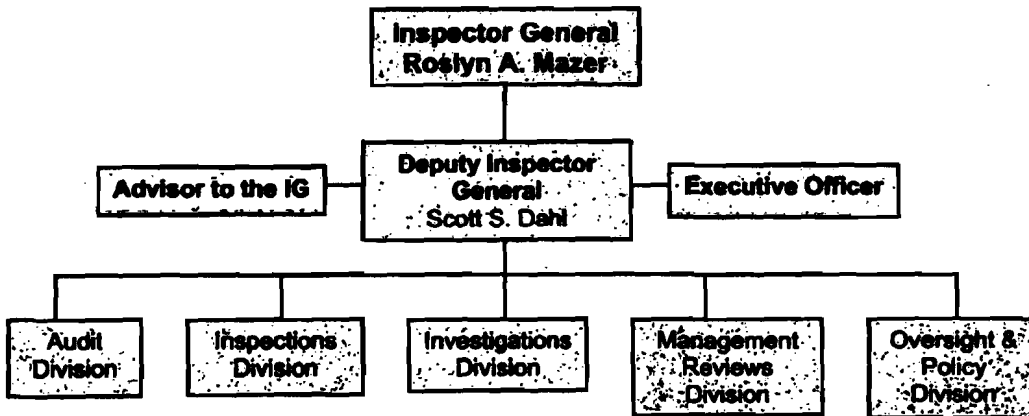 Inspector General
Roslyn A. Mazer
Deputy Inspector
General
Scott S. Dahl
Advisor to the IG
Executive Officer
Audit
Division
Inspections
Division
Investigations
Division
Management
Reviews
Division
Oversight &
Policy
Division